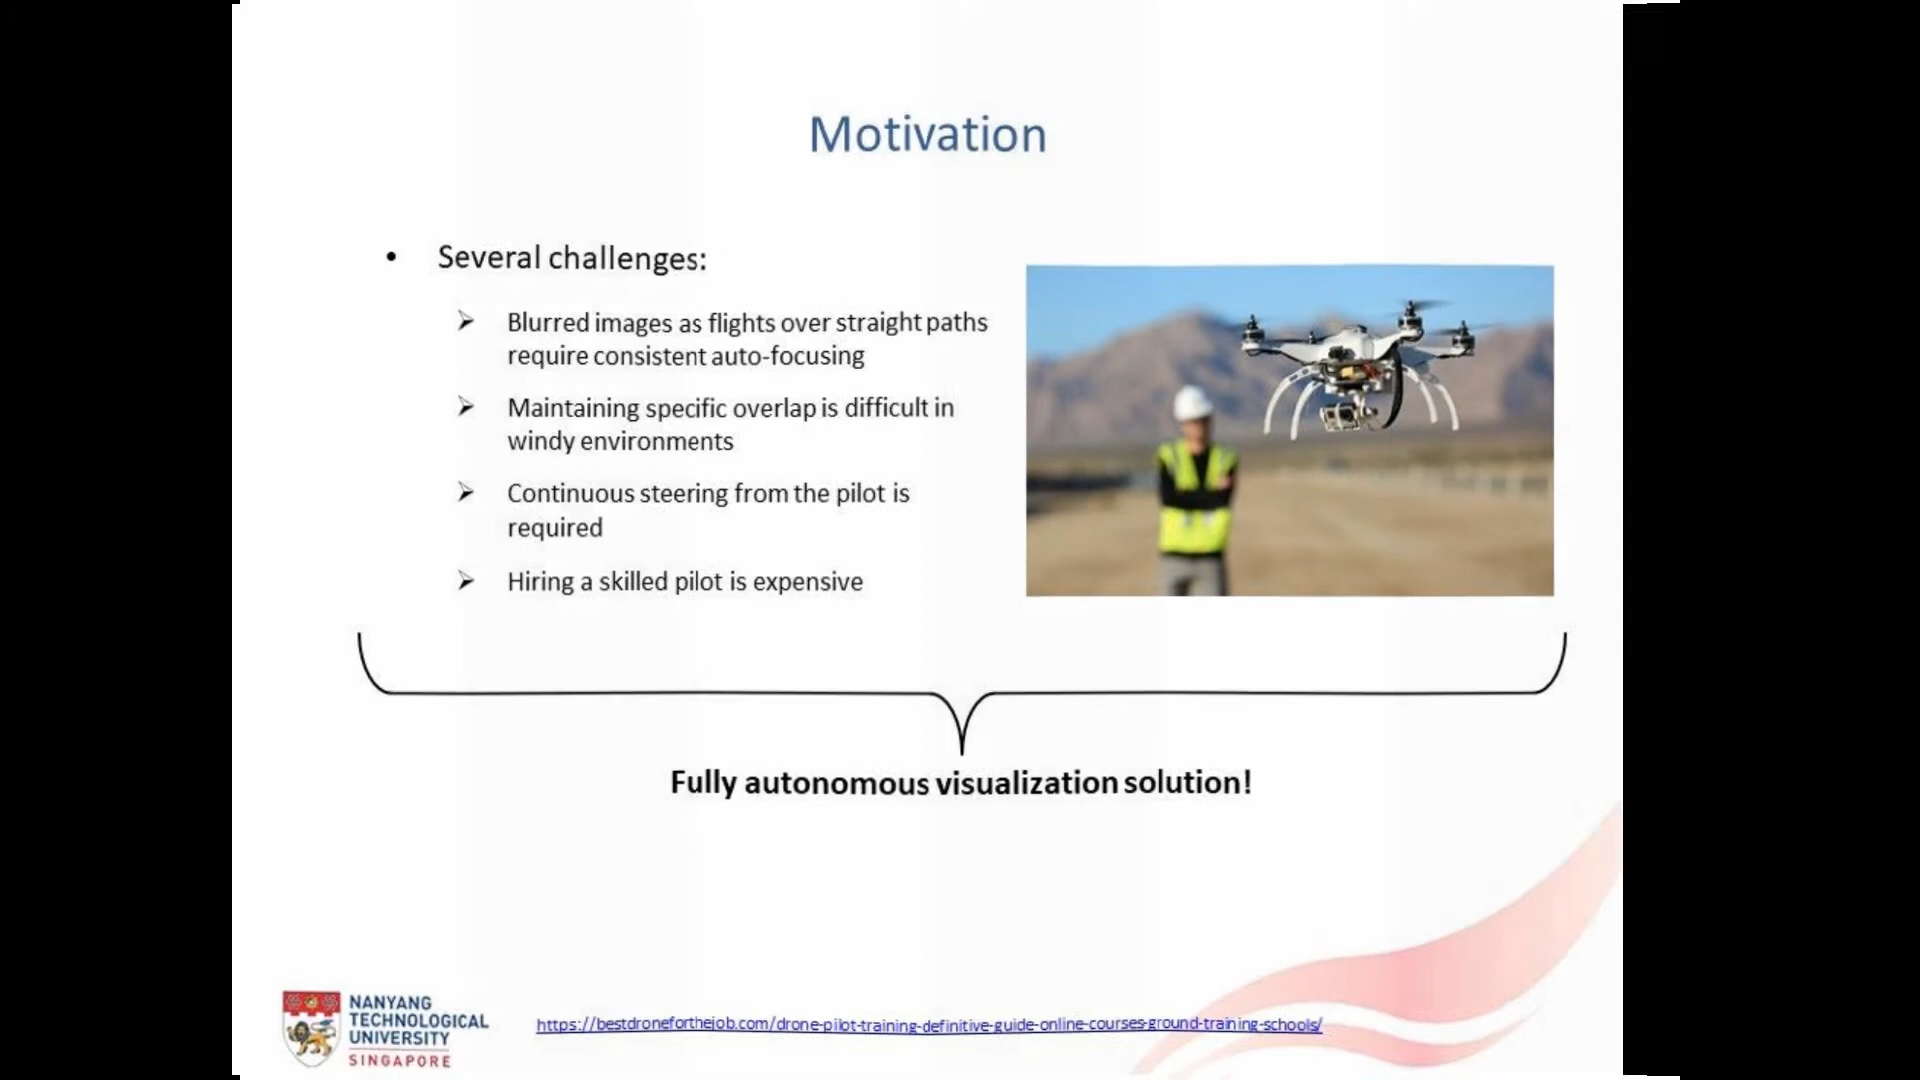 Motivation
• Several challenges:
➢ Blurred images as flights over straight paths
require consistent auto-focusing
➢ Maintaining specific overlap is difficult in
windy environments
➢ Continuous steering from the pilot is
required
➢ Hiring a skilled pilot is expensive
Fully autonomous visualization solution!
NANYANG
TECHNOLOGICAL
UNIVERSITY
SINGAPORE
https://bestdroneforthejob.com/drone-pilot-training-definitive-guide-online-courses-ground-training-schools/